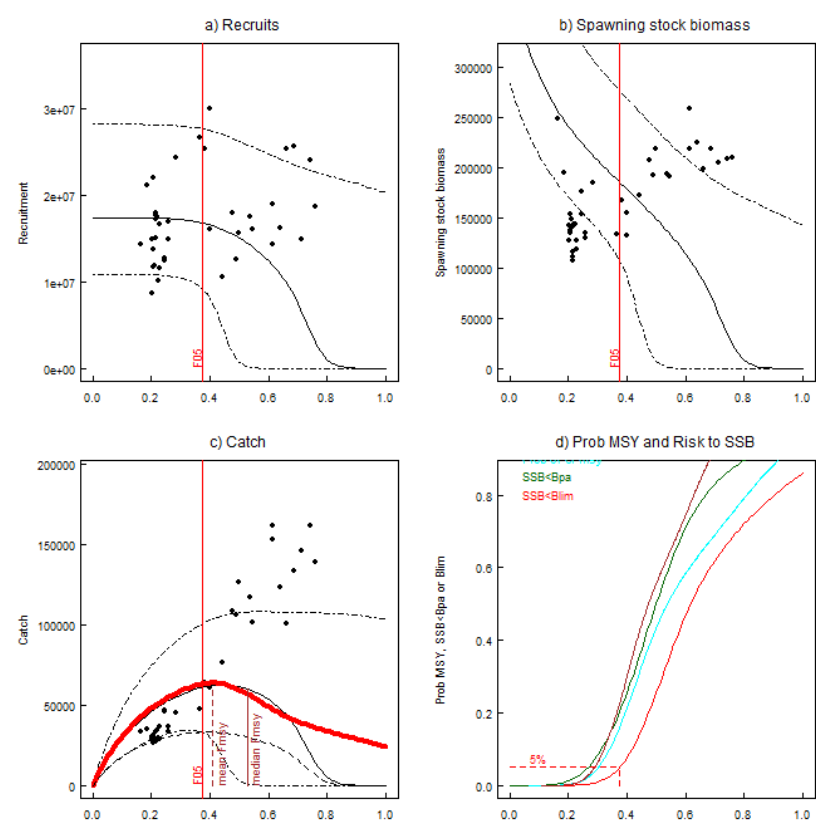 a) Recruits
b) Spawning stock biomass
Recruitment
3e+07
2e+07
1e+07
0e+00
F05
0.0 0.2 0.4 0.6 0.8 1.0
Spawning stock biomass
300000
250000
200000
150000
100000
50000
0
F05
0.0 0.2 0.4 0.6 0.8 1.0
c) Catch
d) Prob MSY and Risk to SSB
Catch
200000
150000
100000
50000
0
F05
mean Fmsy
median Fmsy
0.0 0.2 0.4 0.6 0.8 1.0
Prob MSY, SSB<Bpa or Blim
SSB<Bpa
SSB<Blim
0.8
0.6
0.4
0.2
0.0
5%
0.0 0.2 0.4 0.6 0.8 1.0